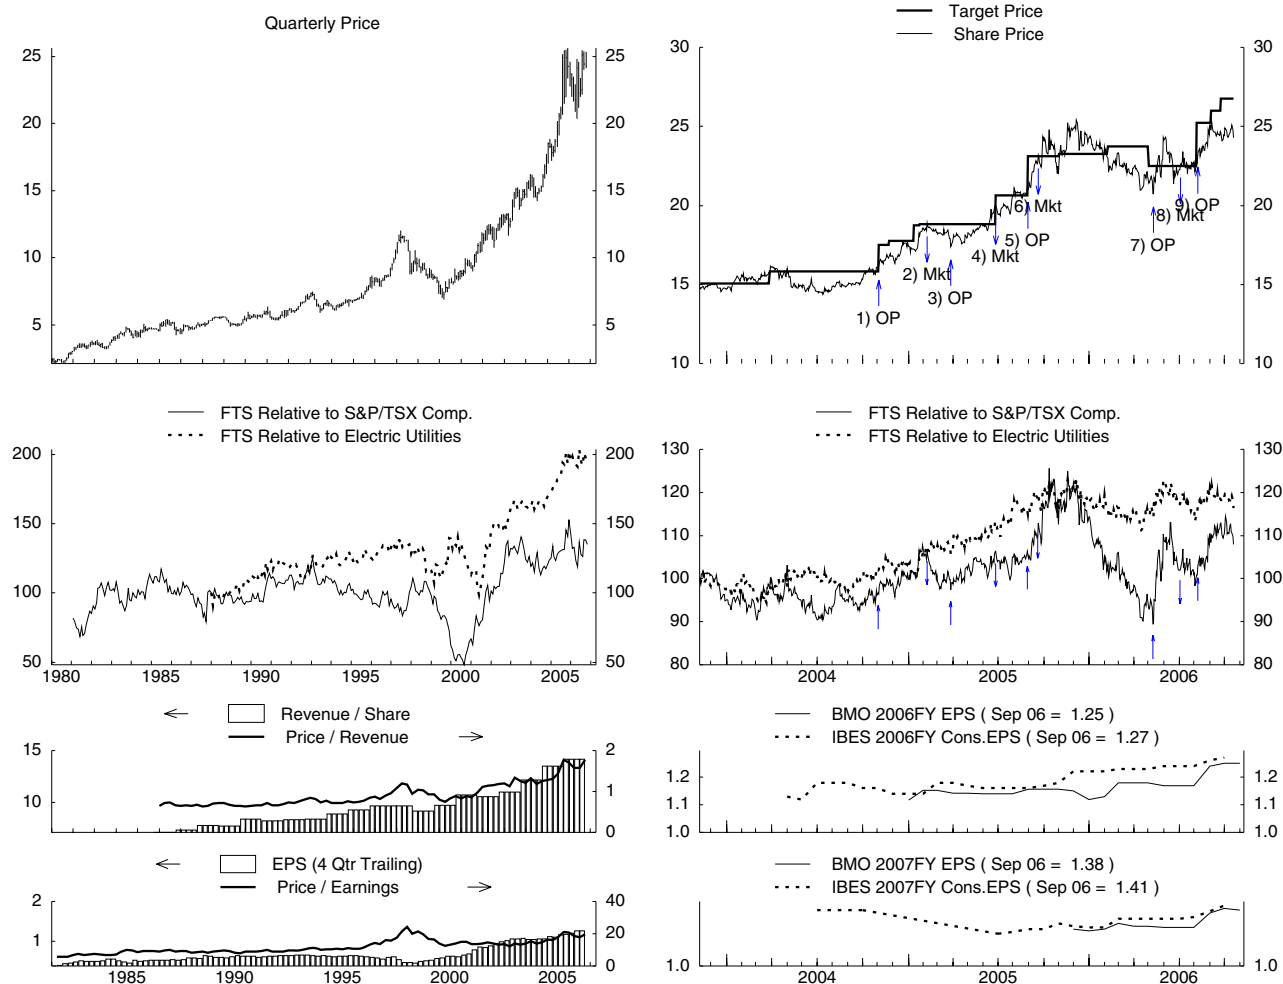 Quarterly Price
25
20
15
10
5
25
20
15
10
5
Target Price
Share Price
30
25
20
15
10
30
25
20
15
10
1) OP
2) Mkt
3) OP
4) Mkt
5) OP
6) Mkt
7) OP
8) Mkt
9) OP
FTS Relative to S&P/TSX Comp.
FTS Relative to Electric Utilities
200
150
100
50
200
150
100
50
1980 1985 1990 1995 2000 2005
FTS Relative to S&P/TSX Comp.
FTS Relative to Electric Utilities
130
120
110
100
90
80
130
120
110
100
90
80
2004 2005 2006
Revenue / Share
Price / Revenue
15
10
2
1
0
BMO 2006FY EPS ( Sep 06 = 1.25 )
IBES 2006FY Cons.EPS ( Sep 06 = 1.27 )
1.2
1.1
1.0
1.2
1.1
1.0
EPS (4 Qtr Trailing)
Price / Earnings
2
1
40
20
0
1985 1990 1995 2000 2005
BMO 2007FY EPS ( Sep 06 = 1.38 )
IBES 2007FY Cons.EPS ( Sep 06 = 1.41 )
1.0
1.0
2004 2005 2006